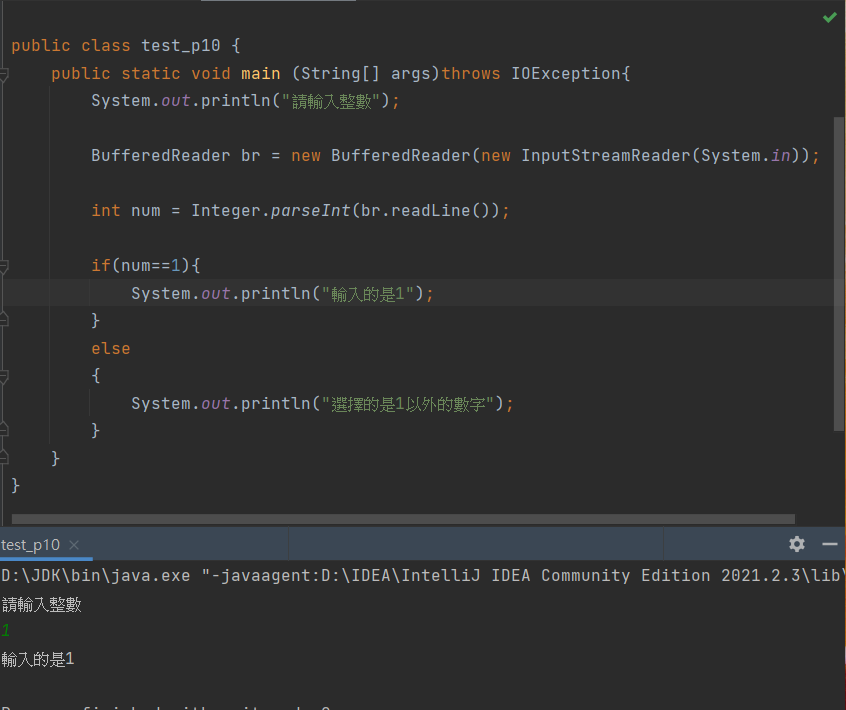 public class test_p10 {
public static void main (String[] args)throws IOException{
System.out.println("請輸入整數");
BufferedReader br = new BufferedReader(new InputStreamReader(System.in));
int num = Integer.parseInt(br.readLine());
if(num==1){
System.out.println("輸入的是1");
}
else
{
System.out.println("選擇的是1以外的數字");
}
}
}
test_p10
D:\JDK\bin\java.exe "-javaagent:D:\IDEA\IntelliJ IDEA Community Edition 2021.2.3\lib\
請輸入整數
1
輸入的是1